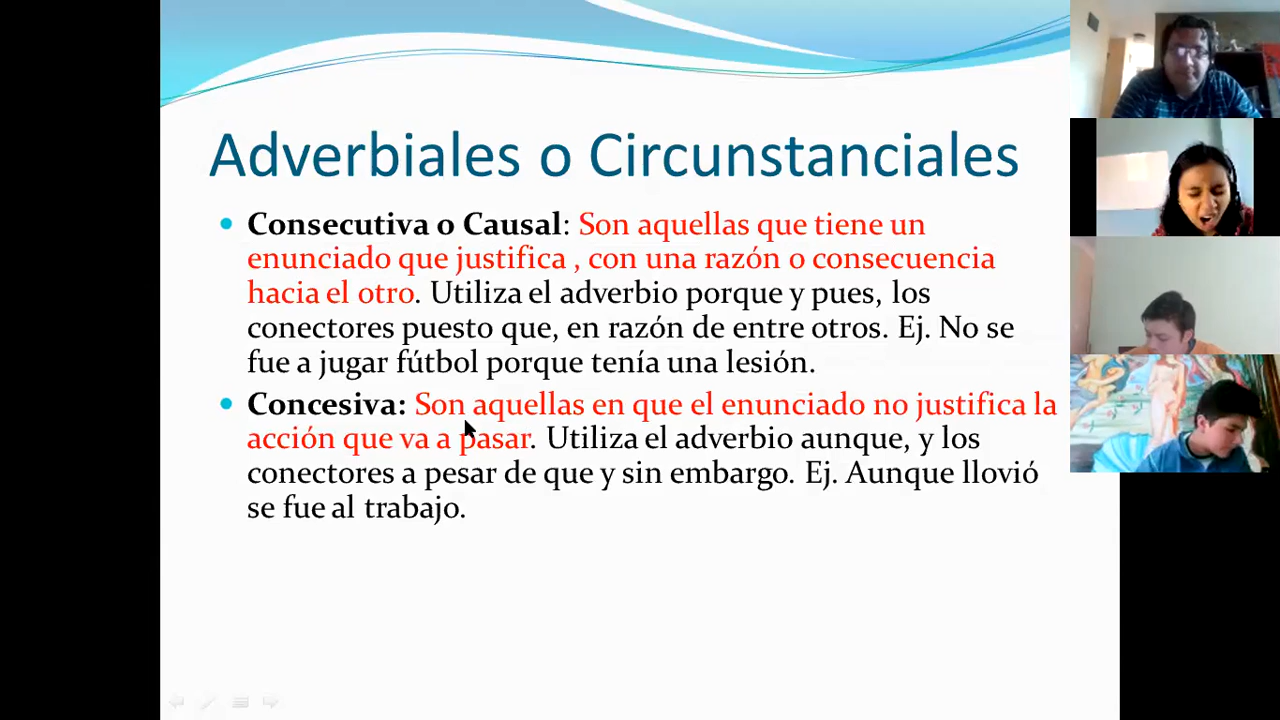 Adverbiales o Circunstanciales
Consecutiva o Causal: Son aquellas que tiene un
enunciado que justifica , con una razón o consecuencia
hacia el otro. Utiliza el adverbio porque y pues, los
conectores puesto que, en razón de entre otros. Ej. No se
fue a jugar fútbol porque tenía una lesión.
Concesiva: Son aquellas en que el enunciado no justifica la
acción que va a pasar. Utiliza el adverbio aunque, y los
conectores a pesar de que y sin embargo. Ej. Aunque llovió
se fue al trabajo.